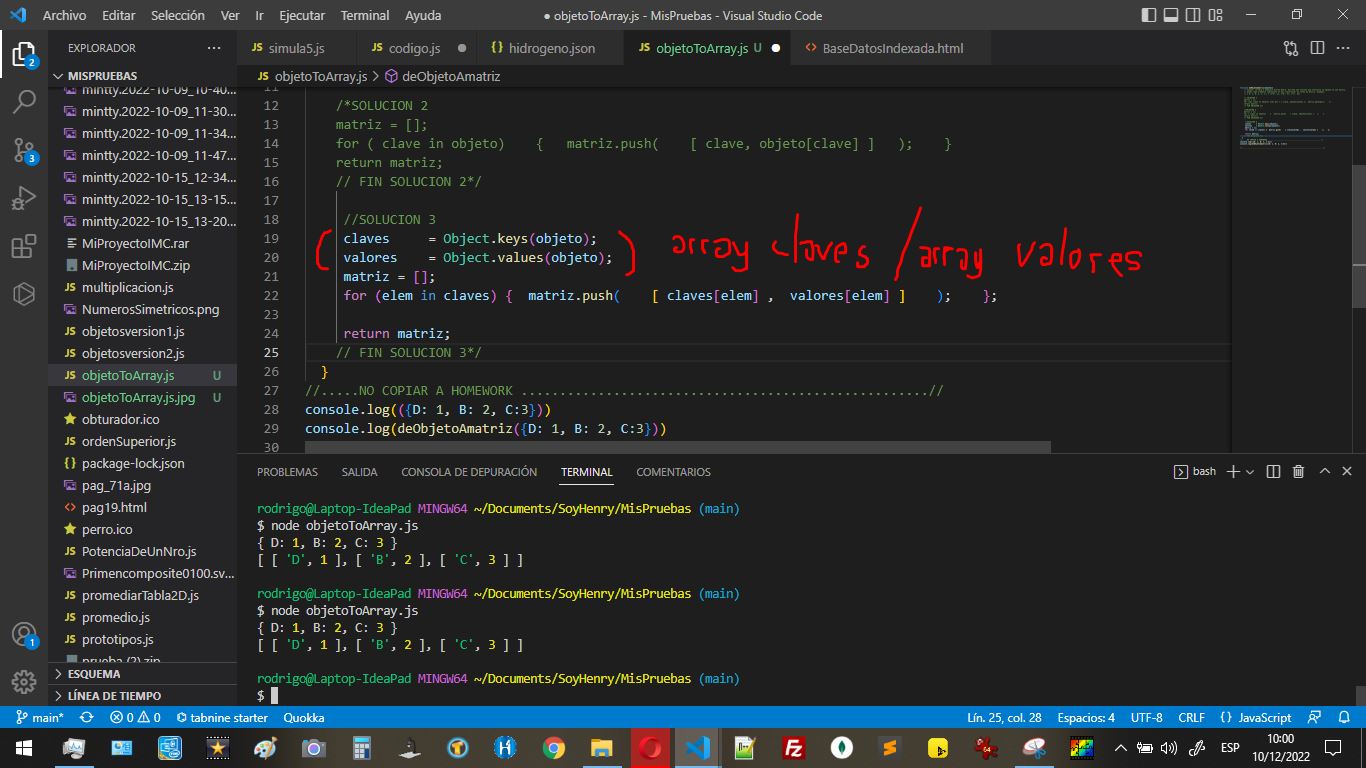 Archivo Editar Selección Ver Ir Ejecutar Terminal Ayuda
● objetoToArray.js - MisPruebas - Visual Studio Code
EXPLORADOR ...
JS simula5.js
JS codigo.js ●
{} hidrogeno.json
JS objetoToArray.js U ●
<> BaseDatosIndexada.html
JS objetoToArray.js > deObjetoAmatriz
MISPRUEBAS
mintty.2022-10-09_10-40...
mintty.2022-10-09_11-30...
mintty.2022-10-09_11-34...
mintty.2022-10-09_11-47...
mintty.2022-10-15_12-34...
mintty.2022-10-15_13-15...
mintty.2022-10-15_13-20...
MiProyectoIMC.rar
MiProyectoIMC.zip
JS multiplicacion.js
NumerosSimetricos.png
JS objetosversion1.js
JS objetosversion2.js
JS objetoToArray.js U
objetoToArray.js.jpg U
obturador.ico
JS ordenSuperior.js
{} package-lock.json
pag_71a.jpg
<> pag19.html
perro.ico
JS PotenciaDeUnNro.js
Primencomposite0100.sv...
JS promediarTabla2D.js
JS promedio.js
JS prototipos.js
prueba (2).zip
ESQUEMA
LÍNEA DE TIEMPO
2
3
1
11
12 /*SOLUCION 2
13 matriz = [];
14 for ( clave in objeto) { matriz.push( [ clave, objeto[clave] ] ); }
15 return matriz;
16 // FIN SOLUCION 2*/
17
18 //SOLUCION 3
19 claves = Object.keys(objeto);
20 valores = Object.values(objeto);
21 matriz = [];
22 for (elem in claves) { matriz.push( [ claves[elem] , valores[elem] ] ); };
23
24 return matriz;
25 // FIN SOLUCION 3*/
26 }
27 //.....NO COPIAR A HOMEWORK .....................................................//
28 console.log(({D: 1, B: 2, C:3}))
29 console.log(deObjetoAmatriz({D: 1, B: 2, C:3}))
30
( ) array claves / array valores
PROBLEMAS SALIDA CONSOLA DE DEPURACIÓN TERMINAL COMENTARIOS
bash
rodrigo@Laptop-IdeaPad MINGW64 ~/Documents/SoyHenry/MisPruebas (main)
$ node objetoToArray.js
{ D: 1, B: 2, C: 3 }
[ [ 'D', 1 ], [ 'B', 2 ], [ 'C', 3 ] ]
rodrigo@Laptop-IdeaPad MINGW64 ~/Documents/SoyHenry/MisPruebas (main)
$ node objetoToArray.js
{ D: 1, B: 2, C: 3 }
[ [ 'D', 1 ], [ 'B', 2 ], [ 'C', 3 ] ]
rodrigo@Laptop-IdeaPad MINGW64 ~/Documents/SoyHenry/MisPruebas (main)
$
main* 0 0 tabnine starter Quokka
Lín. 25, col. 28 Espacios: 4 UTF-8 CRLF {} JavaScript
ESP
10:00
10/12/2022